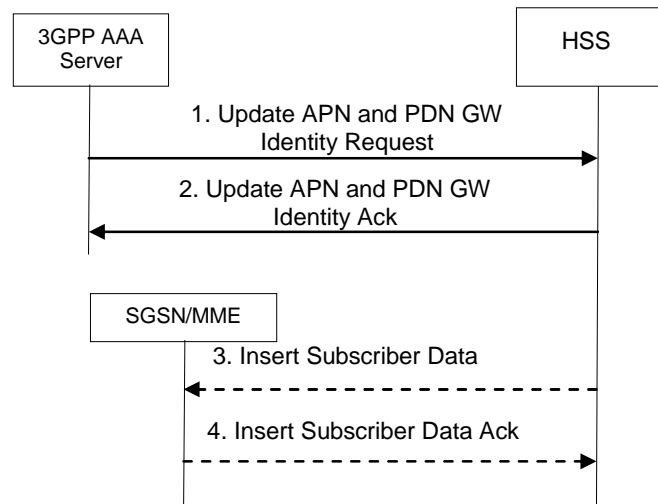 3GPP AAA
Server
HSS
1. Update APN and PDN GW
Identity Request
2. Update APN and PDN GW
Identity Ack
SGSN/MME
3. Insert Subscriber Data
4. Insert Subscriber Data Ack